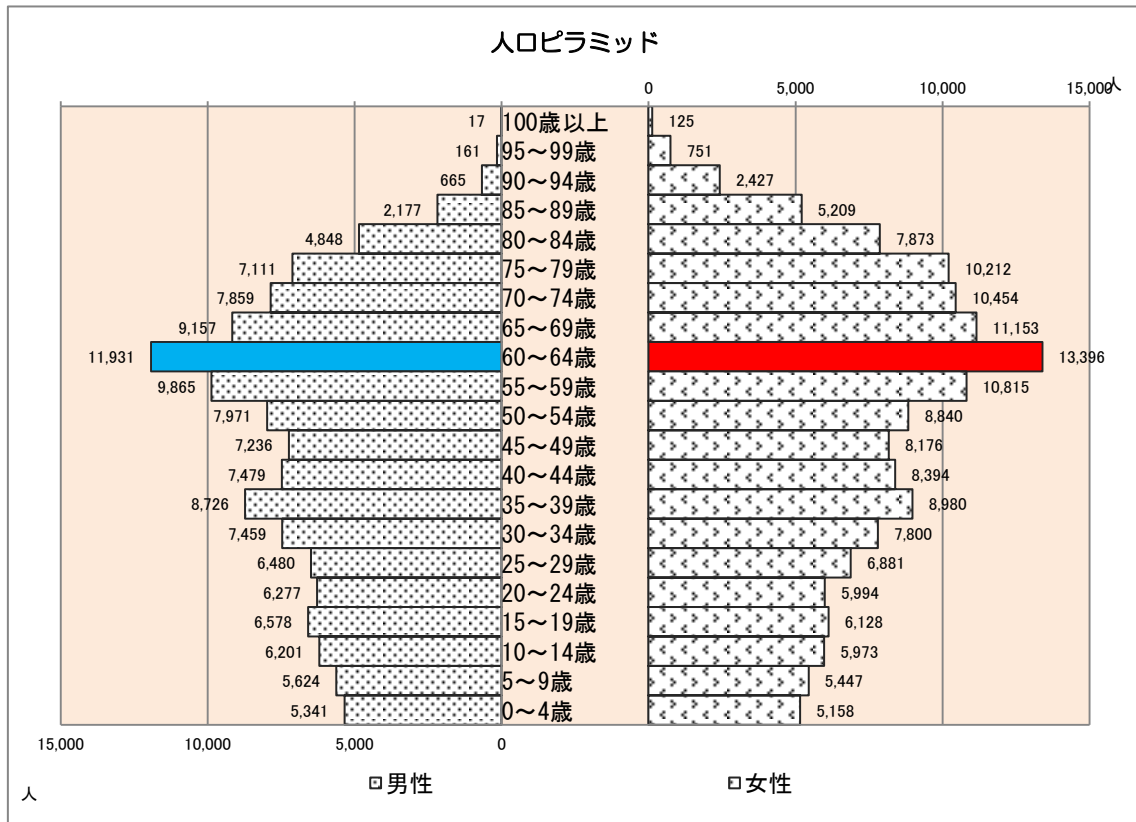 人口ピラミッド
0 5,000 10,000 15,000 人
17 100歳以上 125
161 95～99歳 751
665 90～94歳 2,427
2,177 85～89歳 5,209
4,848 80～84歳 7,873
7,111 75～79歳 10,212
7,859 70～74歳 10,454
9,157 65～69歳 11,153
11,931 60～64歳 13,396
9,865 55～59歳 10,815
7,971 50～54歳 8,840
7,236 45～49歳 8,176
7,479 40～44歳 8,394
8,726 35～39歳 8,980
7,459 30～34歳 7,800
6,480 25～29歳 6,881
6,277 20～24歳 5,994
6,578 15～19歳 6,128
6,201 10～14歳 5,973
5,624 5～9歳 5,447
5,341 0～4歳 5,158
15,000 10,000 5,000 0
人 男性 女性